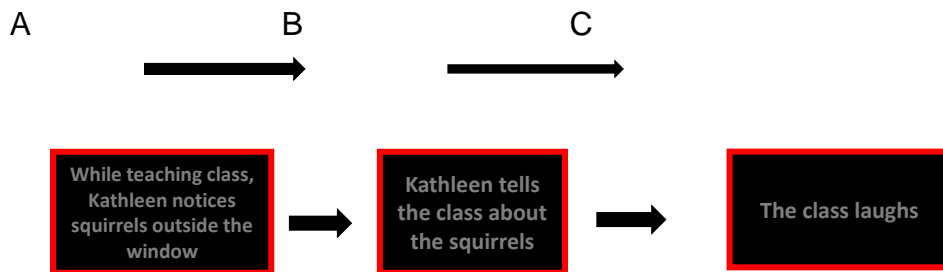 A
B
C
While teaching class,
Kathleen notices
squirrels outside the
window
Kathleen tells
the class about
the squirrels
The class laughs